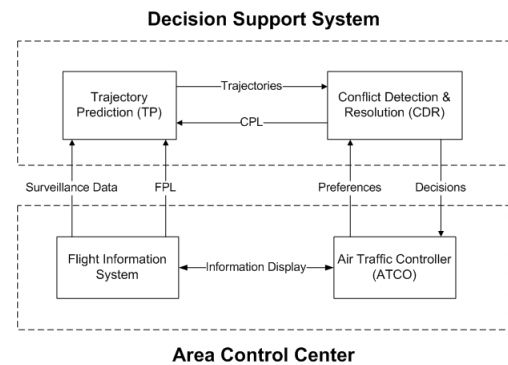 Decision Support System
Trajectory
Prediction (TP)
Trajectories
CPL
Conflict Detection &
Resolution (CDR)
Surveillance Data
FPL
Preferences
Decisions
Flight Information
System
Information Display
Air Traffic Controller
(ATCO)
Area Control Center